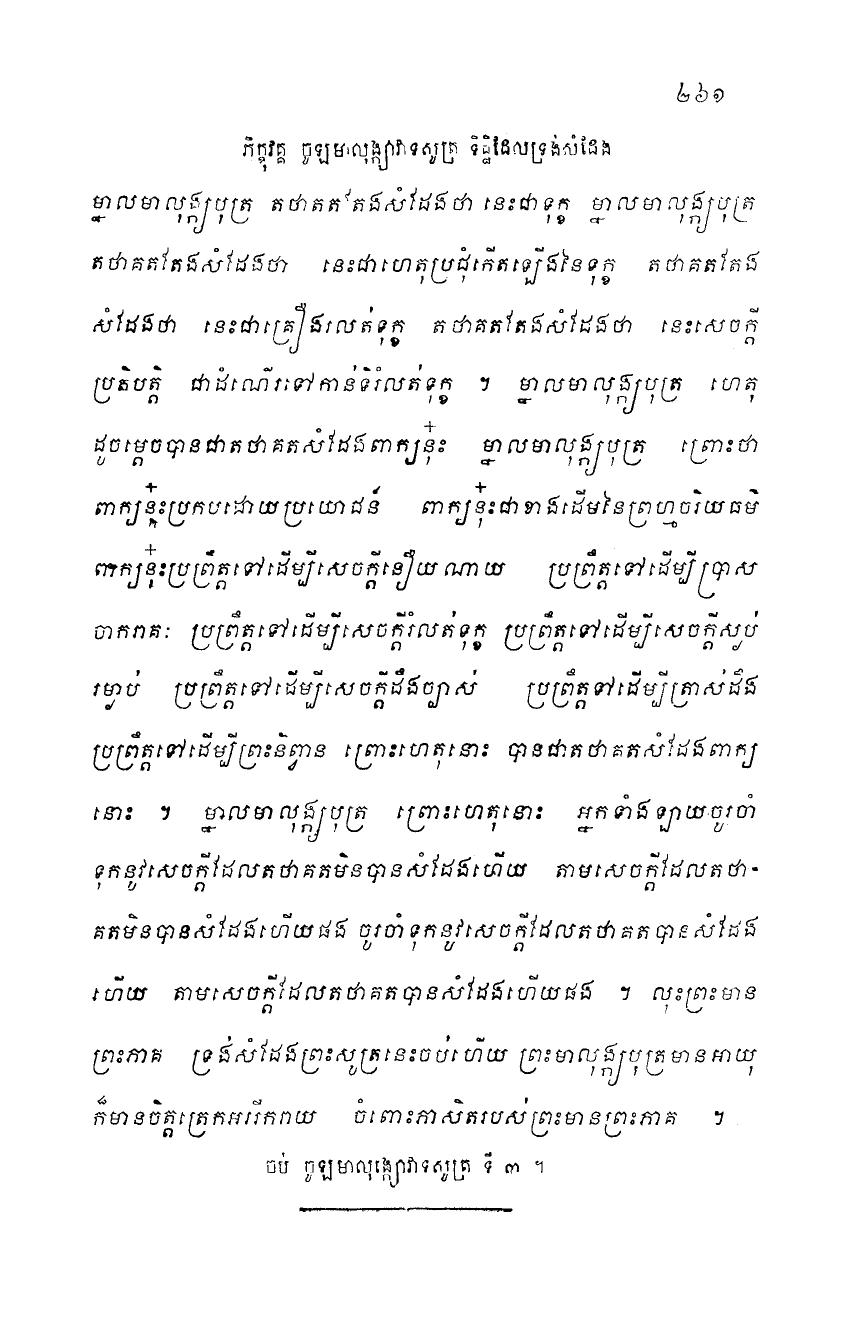 ២៦១
ភិក្ខុវគ្គ ចូឡមាលុង្ក្យោវាទសូត្រ ទិដ្ឋិដែលទ្រង់សំដែង
ម្នាលមាលុង្ក្យបុត្រ តថាគតតែងសំដែងថា នេះជាទុក្ខ ម្នាលមាលុង្ក្យបុត្រ
តថាគតតែងសំដែងថា នេះជាហេតុប្រជុំកើតឡើងនៃទុក្ខ តថាគតតែង
សំដែងថា នេះជាគ្រឿងរលត់ទុក្ខ តថាគតតែងសំដែងថា នេះសេចក្តី
ប្រតិបត្តិ ជាដំណើរទៅកាន់ទីរំលត់ទុក្ខ ។ ម្នាលមាលុង្ក្យបុត្រ ហេតុ
ដូចម្តេចបានជាតថាគតសំដែងពាក្យនុ៎ះ ម្នាលមាលុង្ក្យបុត្រ ព្រោះថា
ពាក្យនុ៎ះប្រកបដោយប្រយោជន៍ ពាក្យនុ៎ះជាខាងដើមនៃព្រហ្មចរិយធម៌
ពាក្យនុ៎ះប្រព្រឹត្តទៅដើម្បីសេចក្តីនឿយណាយ ប្រព្រឹត្តទៅដើម្បីប្រាស
ចាករាគៈ ប្រព្រឹត្តទៅដើម្បីសេចក្តីរំលត់ទុក្ខ ប្រព្រឹត្តទៅដើម្បីសេចក្តីស្ងប់
រម្ងាប់ ប្រព្រឹត្តទៅដើម្បីសេចក្តីដឹងច្បាស់ ប្រព្រឹត្តទៅដើម្បីត្រាស់ដឹង
ប្រព្រឹត្តទៅដើម្បីព្រះនិព្វាន ព្រោះហេតុនោះ បានជាតថាគតសំដែងពាក្យ
នោះ ។ ម្នាលមាលុង្ក្យបុត្រ ព្រោះហេតុនោះ អ្នកទាំងឡាយចូរចាំ
ទុកនូវសេចក្តីដែលតថាគតមិនបានសំដែងហើយ តាមសេចក្តីដែលតថា-
គតមិនបានសំដែងហើយផង ចូរចាំទុកនូវសេចក្តីដែលតថាគតបានសំដែង
ហើយ តាមសេចក្តីដែលតថាគតបានសំដែងហើយផង ។ លុះព្រះមាន
ព្រះភាគ ទ្រង់សំដែងព្រះសូត្រនេះចប់ហើយ ព្រះមាលុង្ក្យបុត្រមានអាយុ
ក៏មានចិត្តត្រេកអររីករាយ ចំពោះភាសិតរបស់ព្រះមានព្រះភាគ ។
ចប់ ចូឡមាលុង្ក្យោវាទសូត្រ ទី ៣ ។